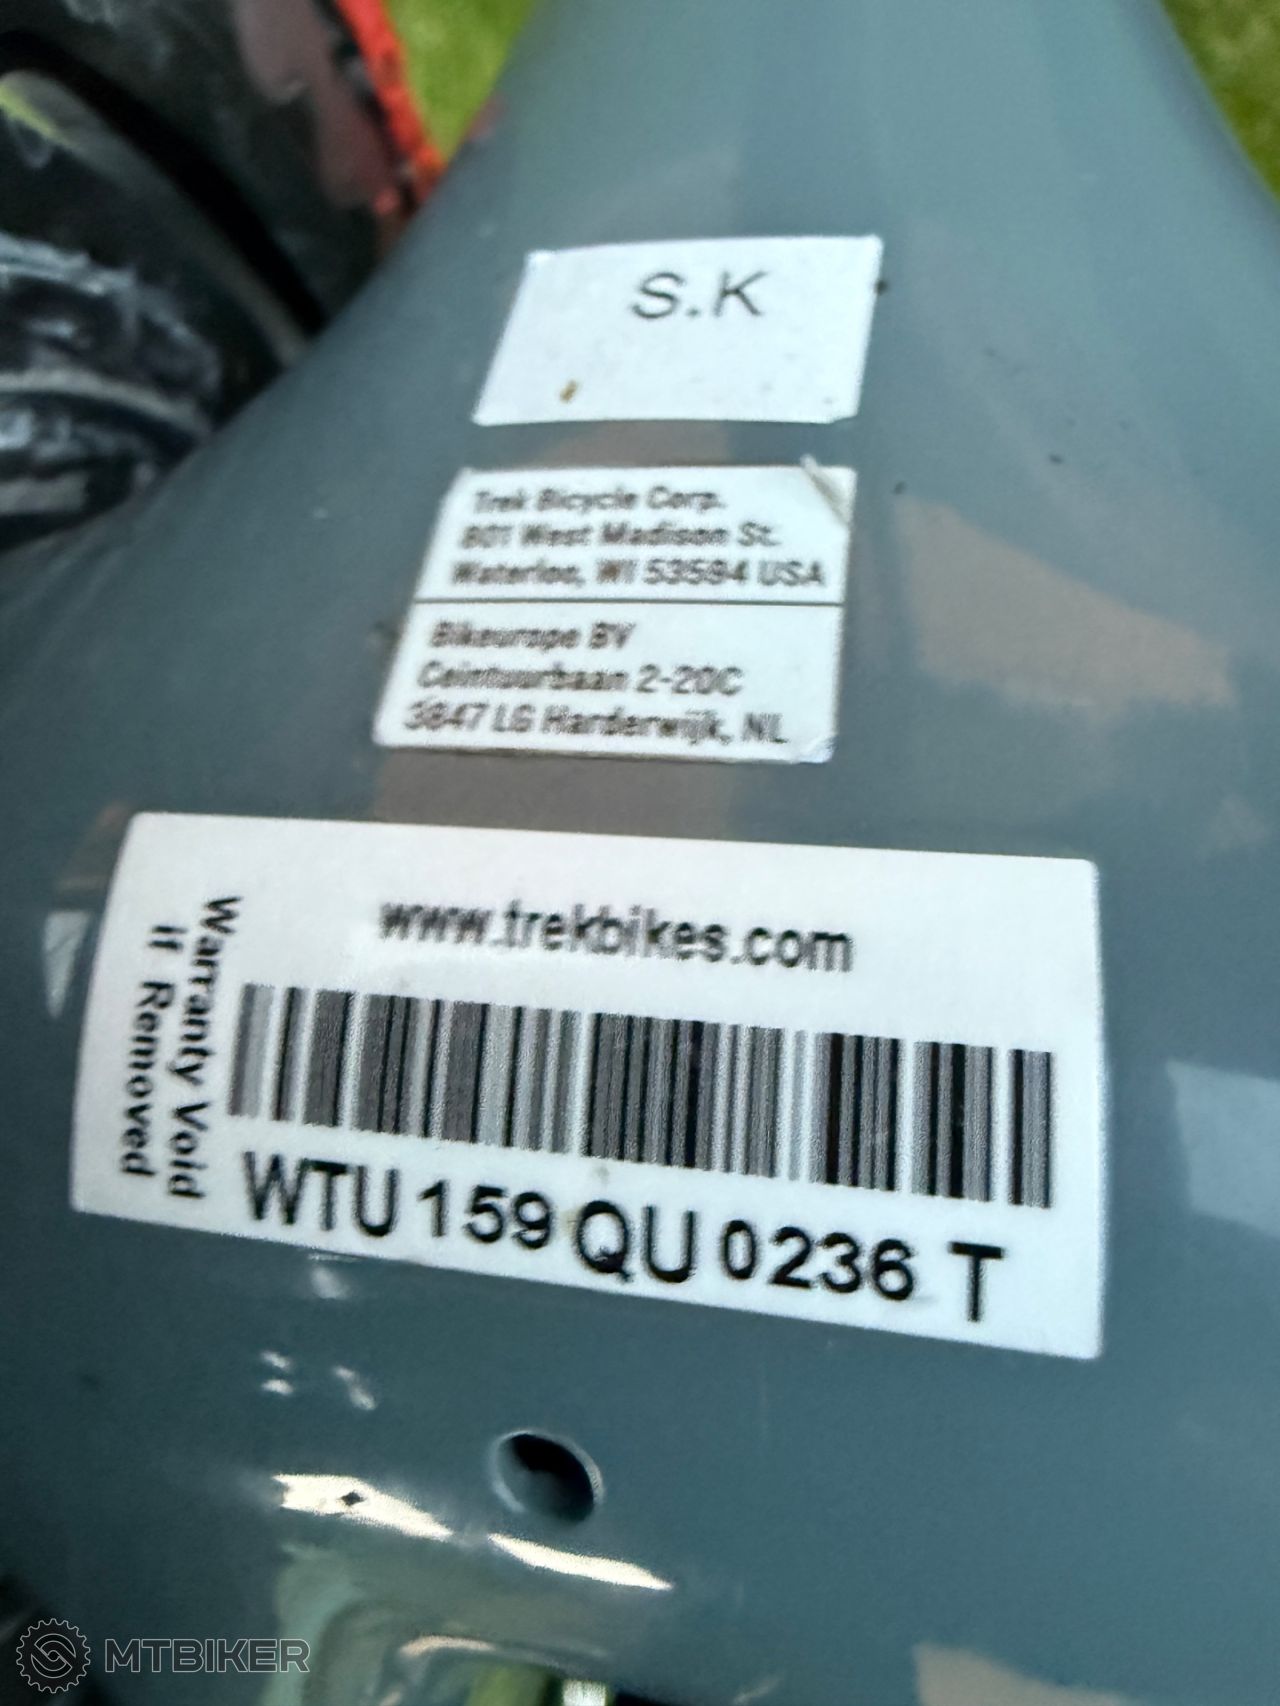 S.K
Trek Bicycle Corp.
801 West Madison St.
Waterloo, WI 53594 USA
Bikeurope BV
Ceintuurbaan 2-20C
3847 LG Harderwijk, NL
www.trekbikes.com
Warranty Void
If Removed
WTU 159 QU 0236 T
MTBIKER